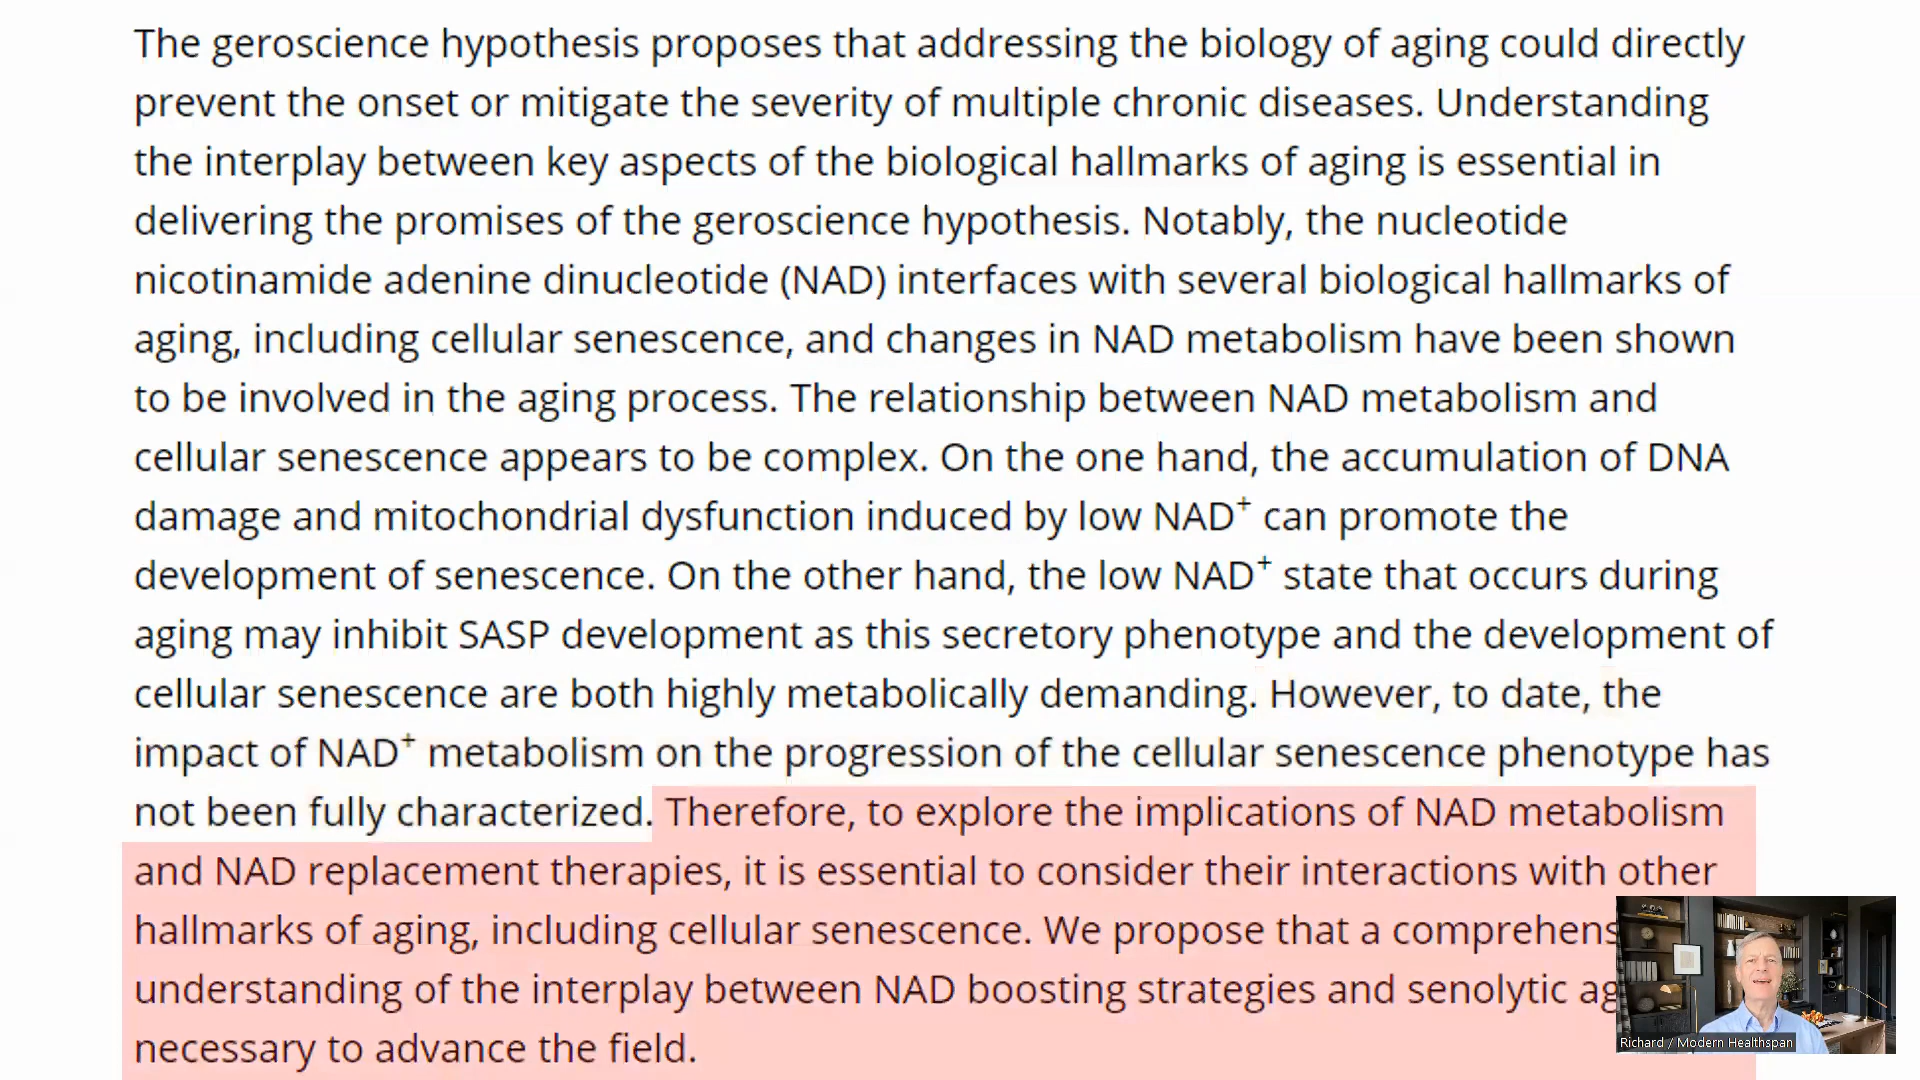 The geroscience hypothesis proposes that addressing the biology of aging could directly
prevent the onset or mitigate the severity of multiple chronic diseases. Understanding
the interplay between key aspects of the biological hallmarks of aging is essential in
delivering the promises of the geroscience hypothesis. Notably, the nucleotide
nicotinamide adenine dinucleotide (NAD) interfaces with several biological hallmarks of
aging, including cellular senescence, and changes in NAD metabolism have been shown
to be involved in the aging process. The relationship between NAD metabolism and
cellular senescence appears to be complex. On the one hand, the accumulation of DNA
damage and mitochondrial dysfunction induced by low NAD⁺ can promote the
development of senescence. On the other hand, the low NAD⁺ state that occurs during
aging may inhibit SASP development as this secretory phenotype and the development of
cellular senescence are both highly metabolically demanding. However, to date, the
impact of NAD⁺ metabolism on the progression of the cellular senescence phenotype has
not been fully characterized. Therefore, to explore the implications of NAD metabolism
and NAD replacement therapies, it is essential to consider their interactions with other
hallmarks of aging, including cellular senescence. We propose that a comprehens
understanding of the interplay between NAD boosting strategies and senolytic ag
necessary to advance the field.
Richard / Modern Healthspan